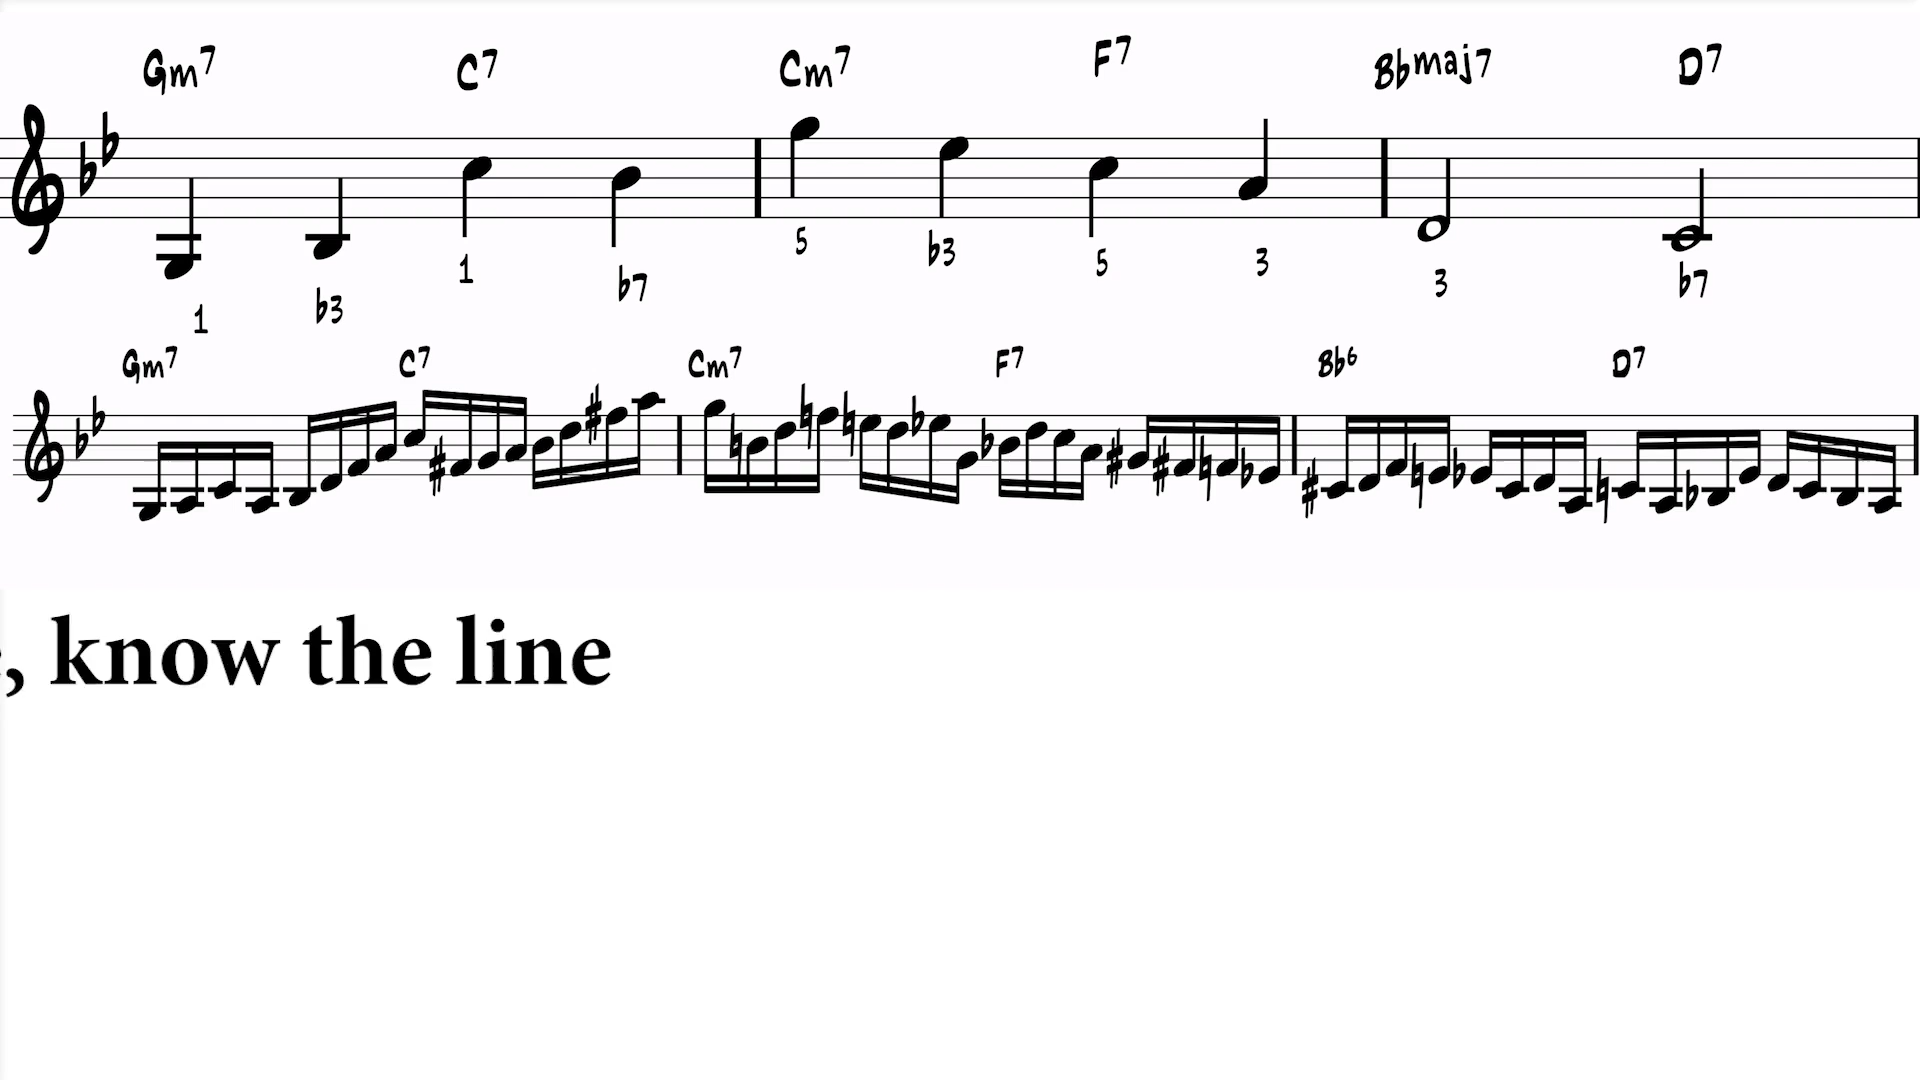 Gm7 C7 Cm7 F7 Bbmaj7 D7
1 b3 1 b7 5 b3 5 3 3 b7
Gm7 C7 Cm7 F7 Bb6 D7
, know the line